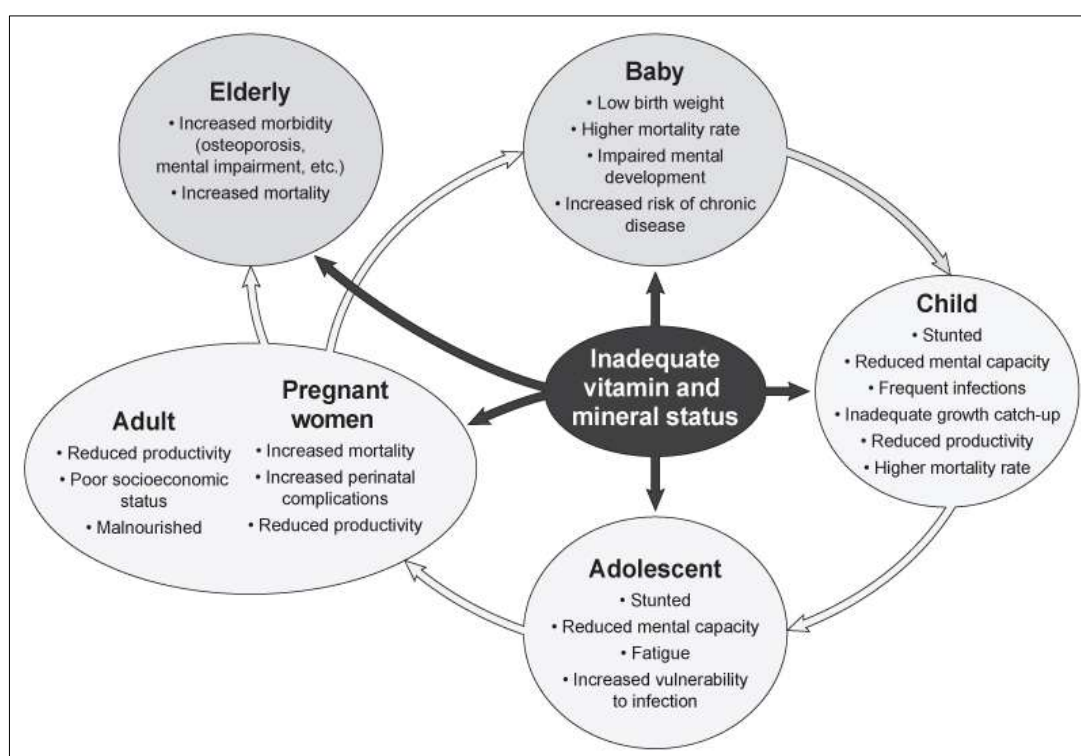 Elderly
• Increased morbidity
(osteoporosis,
mental impairment, etc.)
• Increased mortality
Baby
• Low birth weight
• Higher mortality rate
• Impaired mental
development
• Increased risk of chronic
disease
Child
• Stunted
• Reduced mental capacity
• Frequent infections
• Inadequate growth catch-up
• Reduced productivity
• Higher mortality rate
Inadequate
vitamin and
mineral status
Adult
• Reduced productivity
• Poor socioeconomic
status
• Malnourished
Pregnant
women
• Increased mortality
• Increased perinatal
complications
• Reduced productivity
Adolescent
• Stunted
• Reduced mental capacity
• Fatigue
• Increased vulnerability
to infection